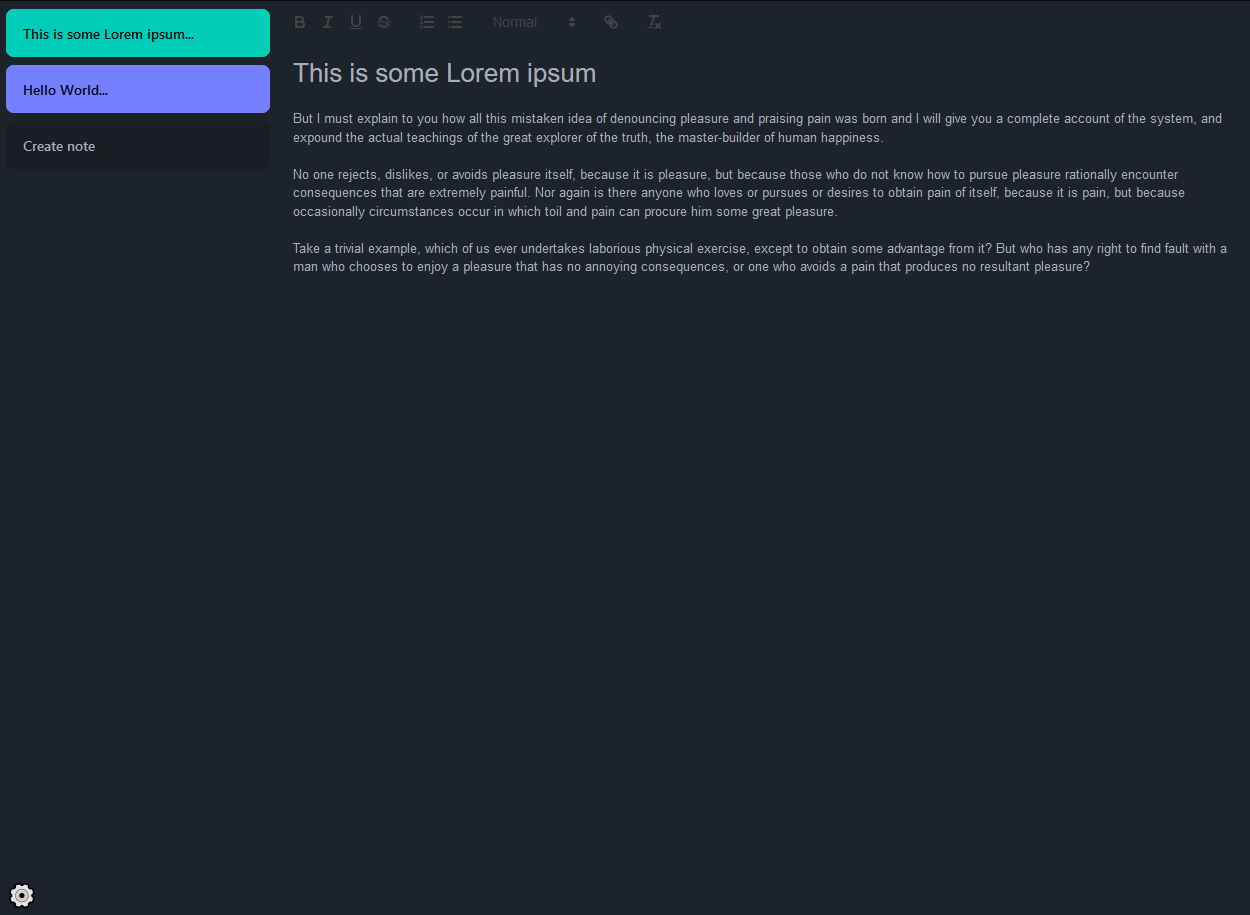 This is some Lorem ipsum...
Hello World...
Create note
Normal
This is some Lorem ipsum
But I must explain to you how all this mistaken idea of denouncing pleasure and praising pain was born and I will give you a complete account of the system, and
expound the actual teachings of the great explorer of the truth, the master-builder of human happiness.
No one rejects, dislikes, or avoids pleasure itself, because it is pleasure, but because those who do not know how to pursue pleasure rationally encounter
consequences that are extremely painful. Nor again is there anyone who loves or pursues or desires to obtain pain of itself, because it is pain, but because
occasionally circumstances occur in which toil and pain can procure him some great pleasure.
Take a trivial example, which of us ever undertakes laborious physical exercise, except to obtain some advantage from it? But who has any right to find fault with a
man who chooses to enjoy a pleasure that has no annoying consequences, or one who avoids a pain that produces no resultant pleasure?